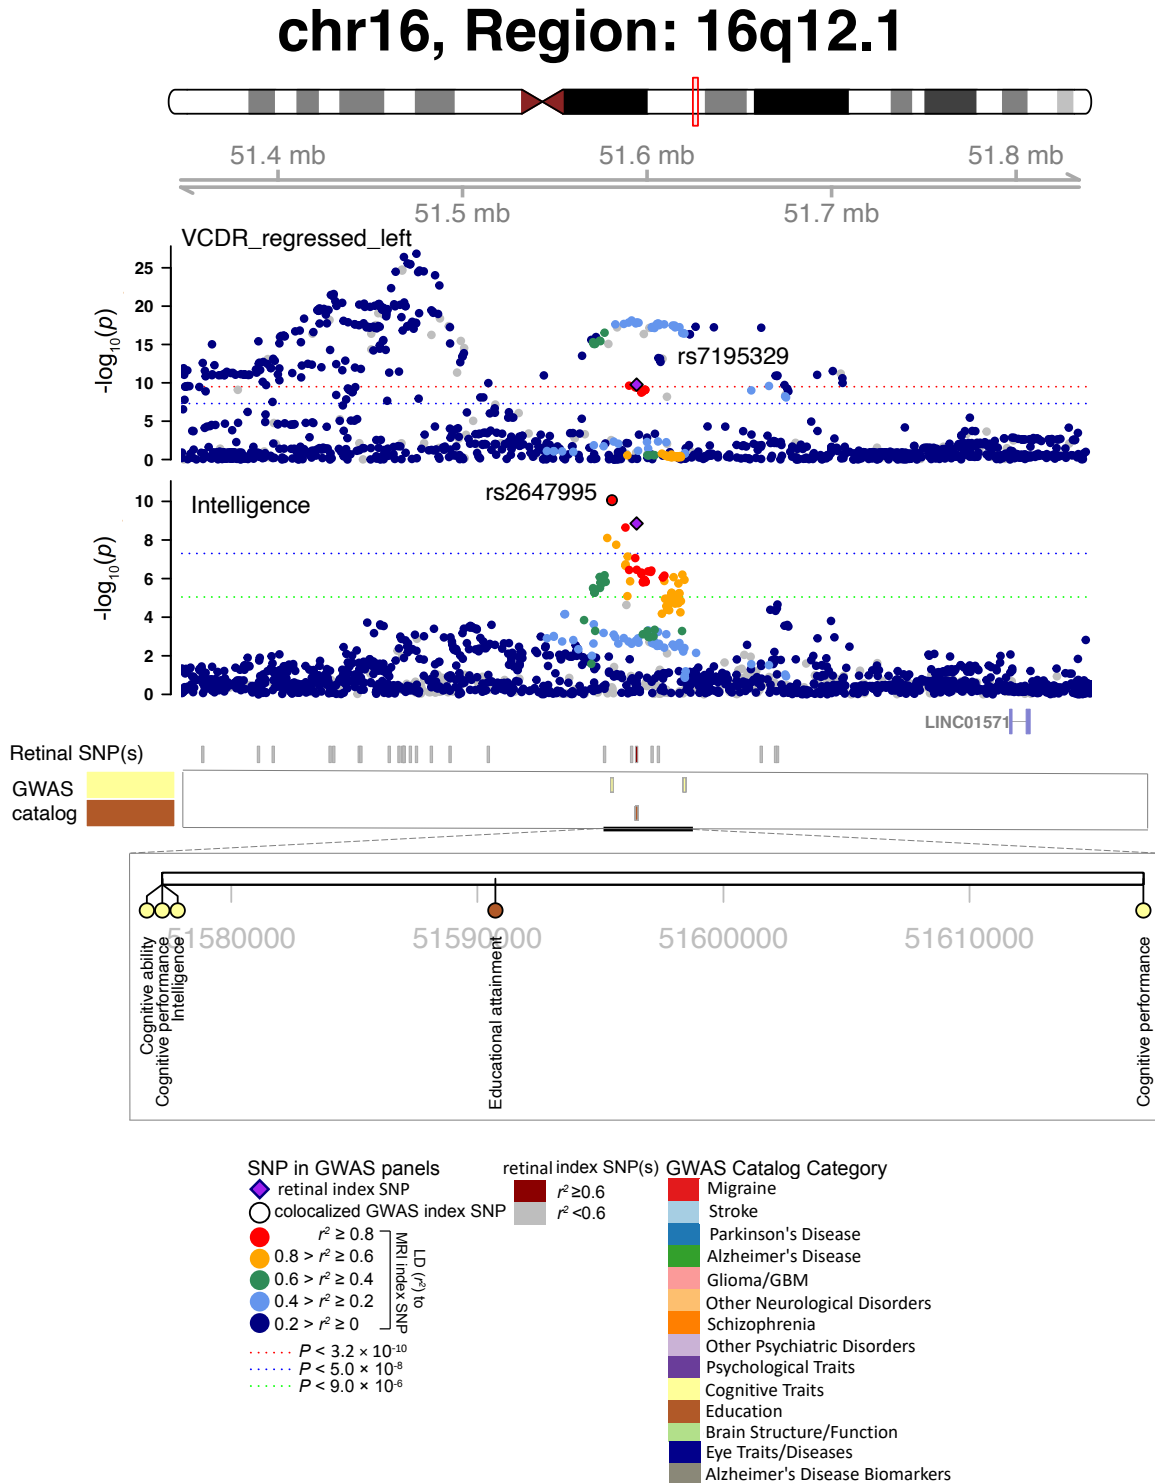 chr16, Region: 16q12.1
51.4 mb
51.6 mb
51.8 mb
51.5 mb
51.7 mb
VCDR_regressed_left
25
20
15
10
5
0
-log10(p)
rs7195329
Intelligence
rs2647995
10
8
6
4
2
0
-log10(p)
LINC01571
Retinal SNP(s)
GWAS
catalog
51580000
51590000
51600000
51610000
Cognitive ability
Cognitive performance
Intelligence
Educational attainment
Cognitive performance
SNP in GWAS panels
retinal index SNP
colocalized GWAS index SNP
r² ≥ 0.8
0.8 > r² ≥ 0.6
0.6 > r² ≥ 0.4
0.4 > r² ≥ 0.2
0.2 > r² ≥ 0
LD (r²) to
MRI index SNP
P < 3.2 × 10⁻¹⁰
P < 5.0 × 10⁻⁸
P < 9.0 × 10⁻⁶
retinal index SNP(s)
r² ≥0.6
r² <0.6
GWAS Catalog Category
Migraine
Stroke
Parkinson's Disease
Alzheimer's Disease
Glioma/GBM
Other Neurological Disorders
Schizophrenia
Other Psychiatric Disorders
Psychological Traits
Cognitive Traits
Education
Brain Structure/Function
Eye Traits/Diseases
Alzheimer's Disease Biomarkers